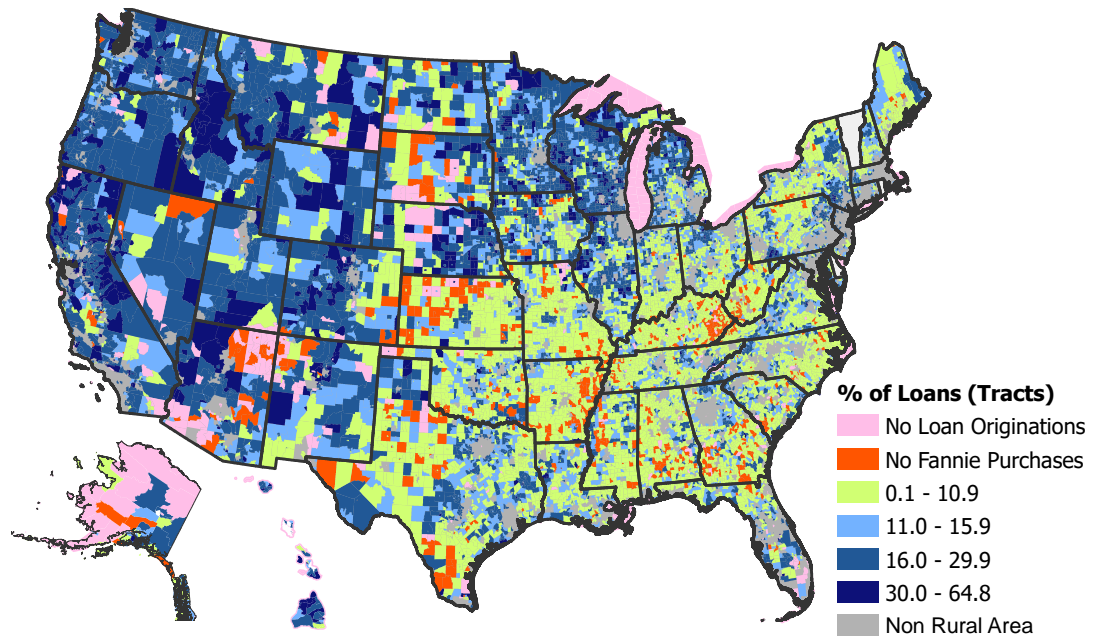 % of Loans (Tracts)
No Loan Originations
No Fannie Purchases
0.1 - 10.9
11.0 - 15.9
16.0 - 29.9
30.0 - 64.8
Non Rural Area